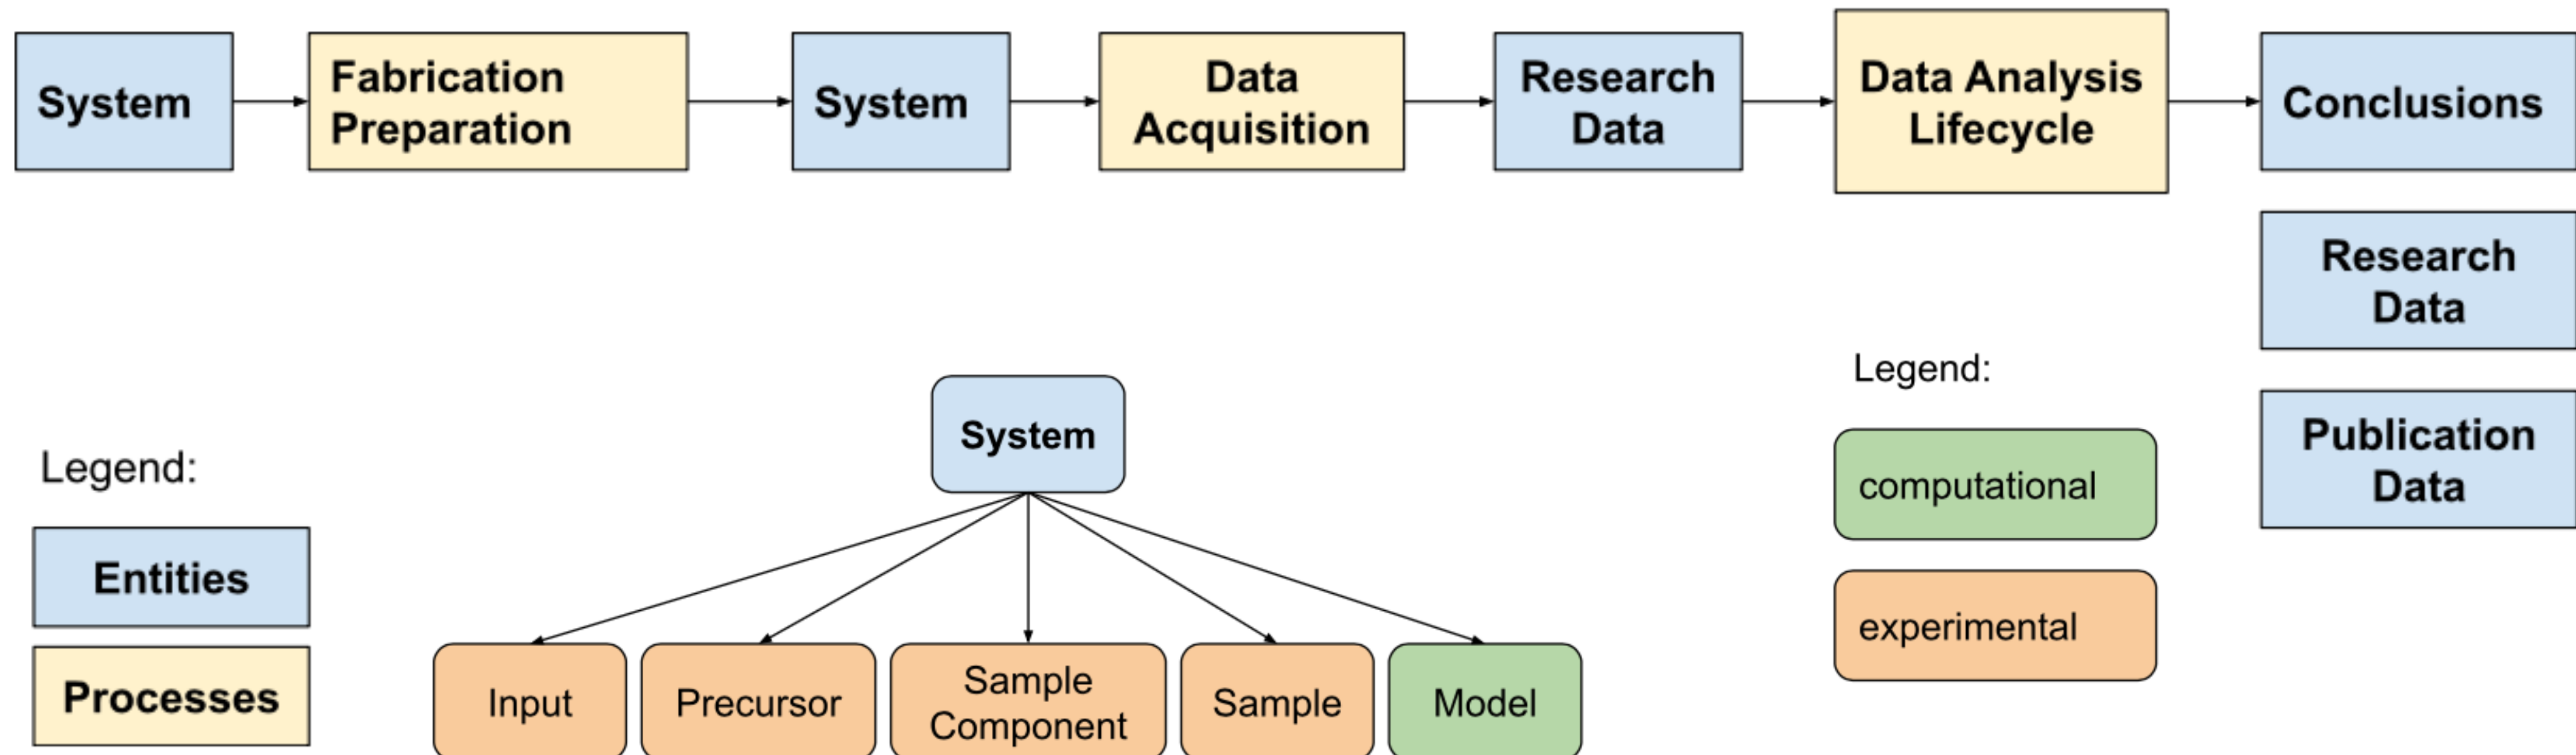 System
Fabrication
Preparation
System
Data
Acquisition
Research
Data
Data Analysis
Lifecycle
Conclusions
Research
Data
Publication
Data
System
Input
Precursor
Sample
Component
Sample
Model
Legend:
Entities
Processes
Legend:
computational
experimental